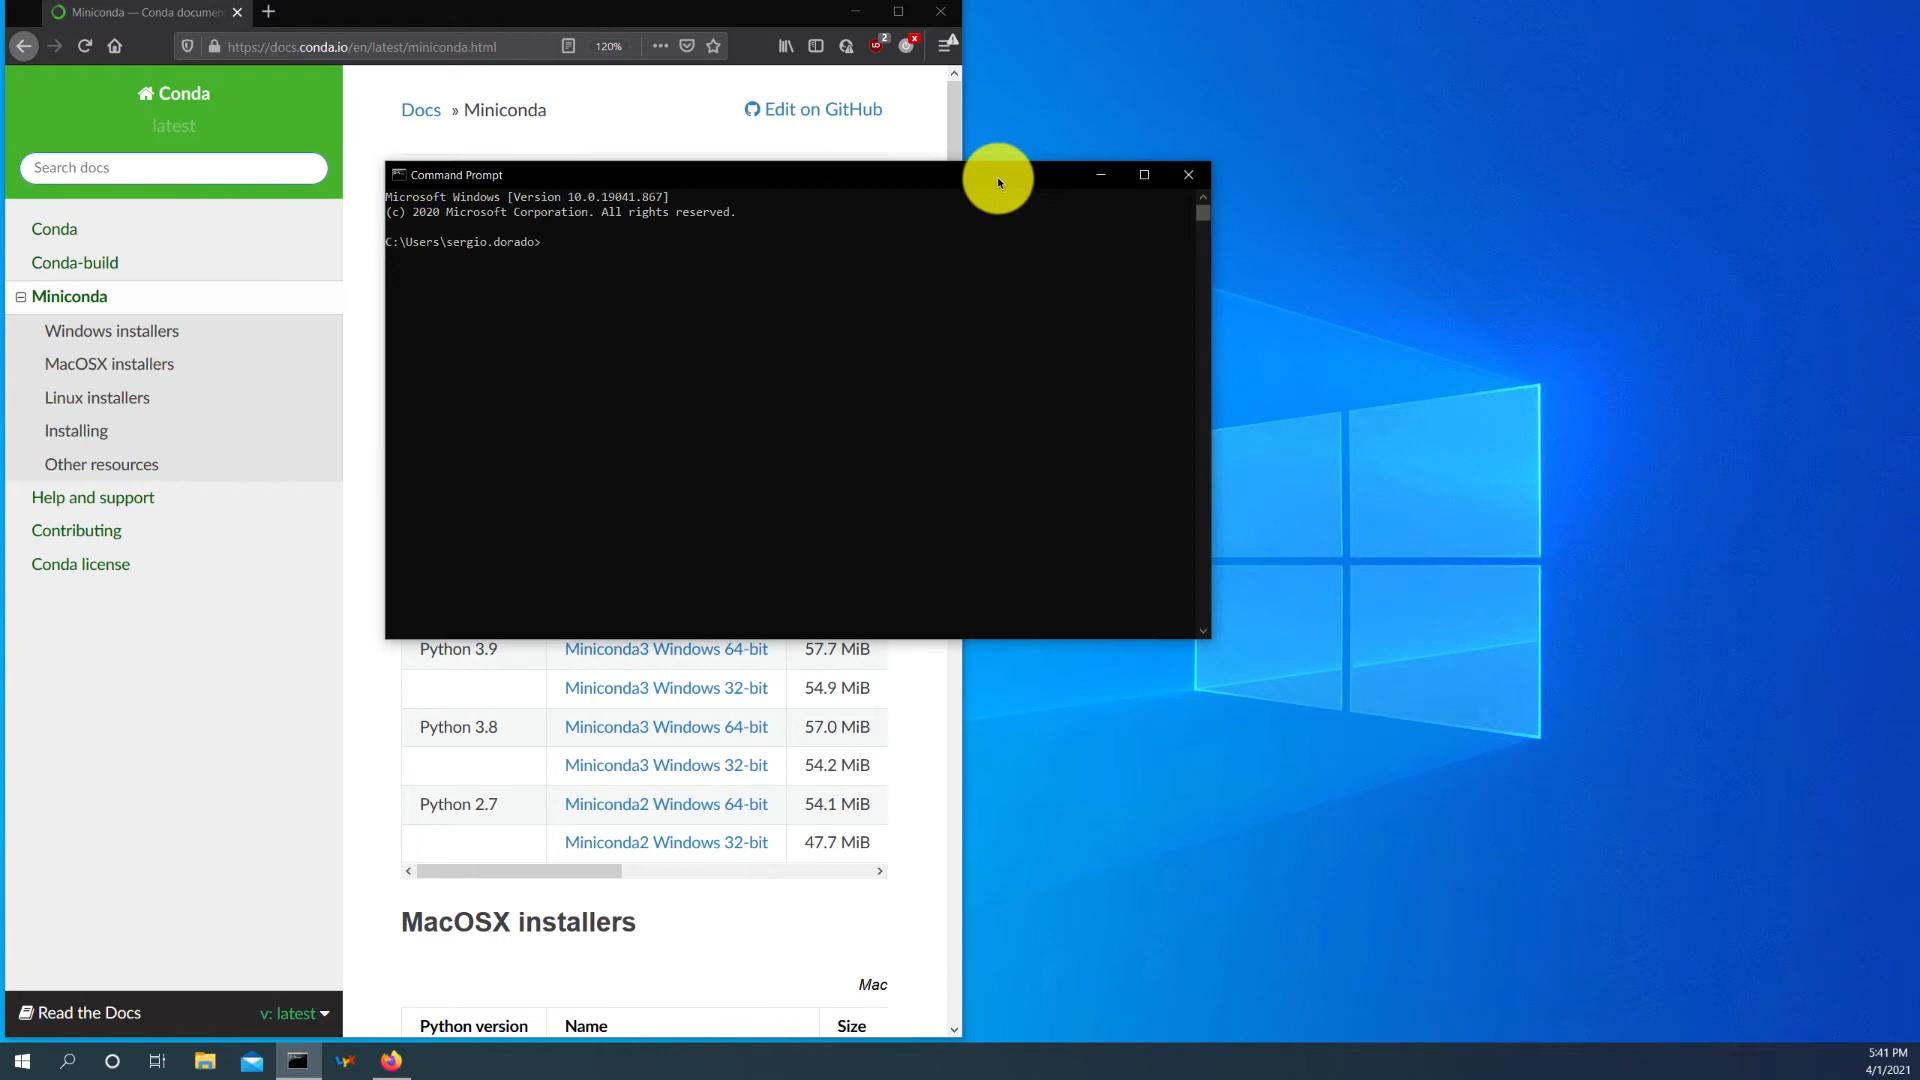 Miniconda — Conda documen
https://docs.conda.io/en/latest/miniconda.html
120%
2
x
Conda
latest
Search docs
Conda
Conda-build
Miniconda
Windows installers
MacOSX installers
Linux installers
Installing
Other resources
Help and support
Contributing
Conda license
Read the Docs
v: latest
Docs » Miniconda
Edit on GitHub
Command Prompt
Microsoft Windows [Version 10.0.19041.867]
(c) 2020 Microsoft Corporation. All rights reserved.
C:\Users\sergio.dorado>
Python 3.9 Miniconda3 Windows 64-bit 57.7 MiB
Miniconda3 Windows 32-bit 54.9 MiB
Python 3.8 Miniconda3 Windows 64-bit 57.0 MiB
Miniconda3 Windows 32-bit 54.2 MiB
Python 2.7 Miniconda2 Windows 64-bit 54.1 MiB
Miniconda2 Windows 32-bit 47.7 MiB
MacOSX installers
Mac
Python version Name Size
5:41 PM
4/1/2021